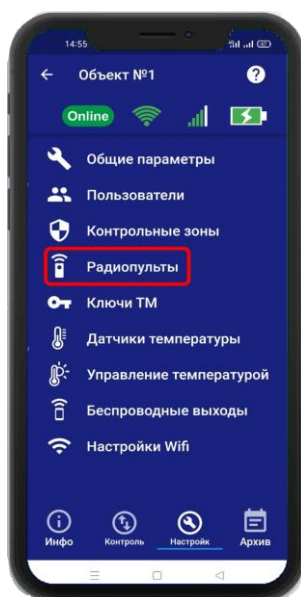 14:55
Объект №1
?
Online
Общие параметры
Пользователи
Контрольные зоны
Радиопульты
Ключи ТМ
Датчики температуры
Управление температурой
Беспроводные выходы
Настройки Wifi
Инфо Контроль Настройк Архив